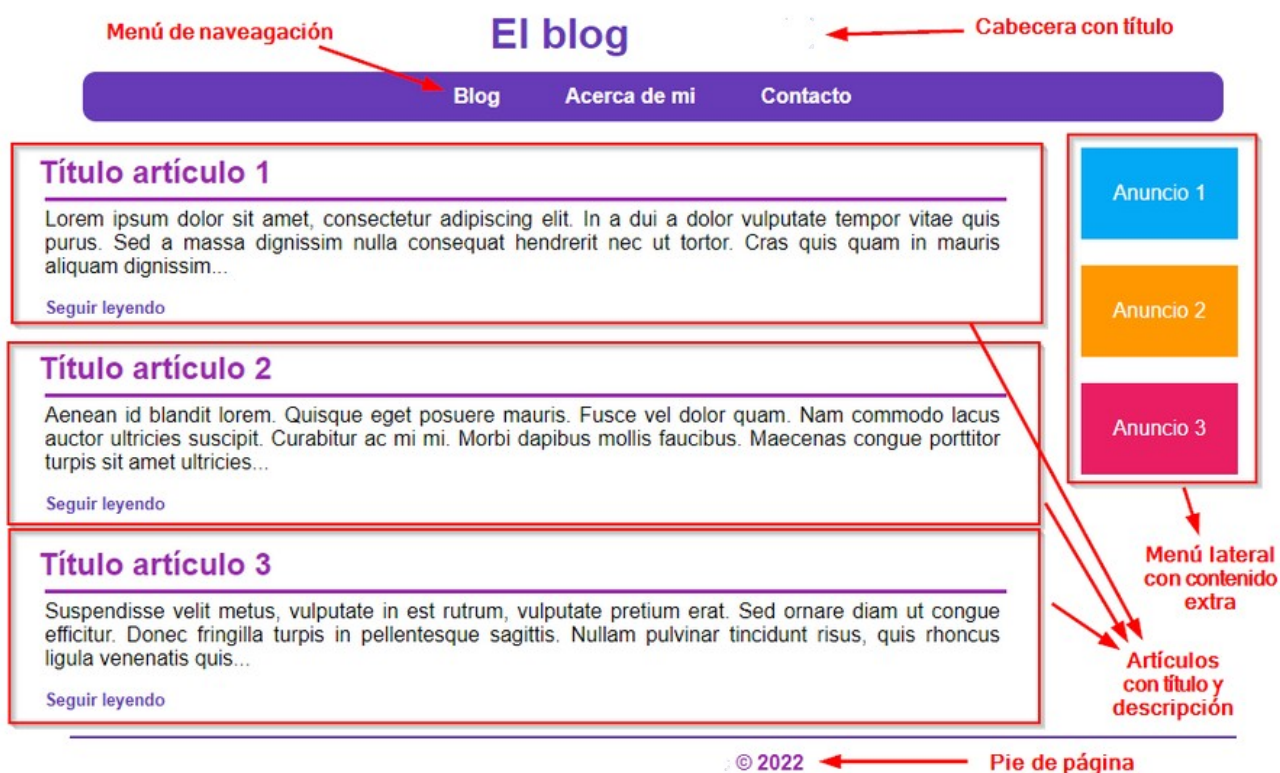 Menú de naveagación
El blog
Cabecera con título
Blog
Acerca de mi
Contacto
Título artículo 1
Lorem ipsum dolor sit amet, consectetur adipiscing elit. In a dui a dolor vulputate tempor vitae quis
purus. Sed a massa dignissim nulla consequat hendrerit nec ut tortor. Cras quis quam in mauris
aliquam dignissim...
Seguir leyendo
Título artículo 2
Aenean id blandit lorem. Quisque eget posuere mauris. Fusce vel dolor quam. Nam commodo lacus
auctor ultricies suscipit. Curabitur ac mi mi. Morbi dapibus mollis faucibus. Maecenas congue porttitor
turpis sit amet ultricies...
Seguir leyendo
Título artículo 3
Suspendisse velit metus, vulputate in est rutrum, vulputate pretium erat. Sed ornare diam ut congue
efficitur. Donec fringilla turpis in pellentesque sagittis. Nullam pulvinar tincidunt risus, quis rhoncus
ligula venenatis quis...
Seguir leyendo
Anuncio 1
Anuncio 2
Anuncio 3
Menú lateral
con contenido
extra
Artículos
con título y
descripción
© 2022
Pie de página